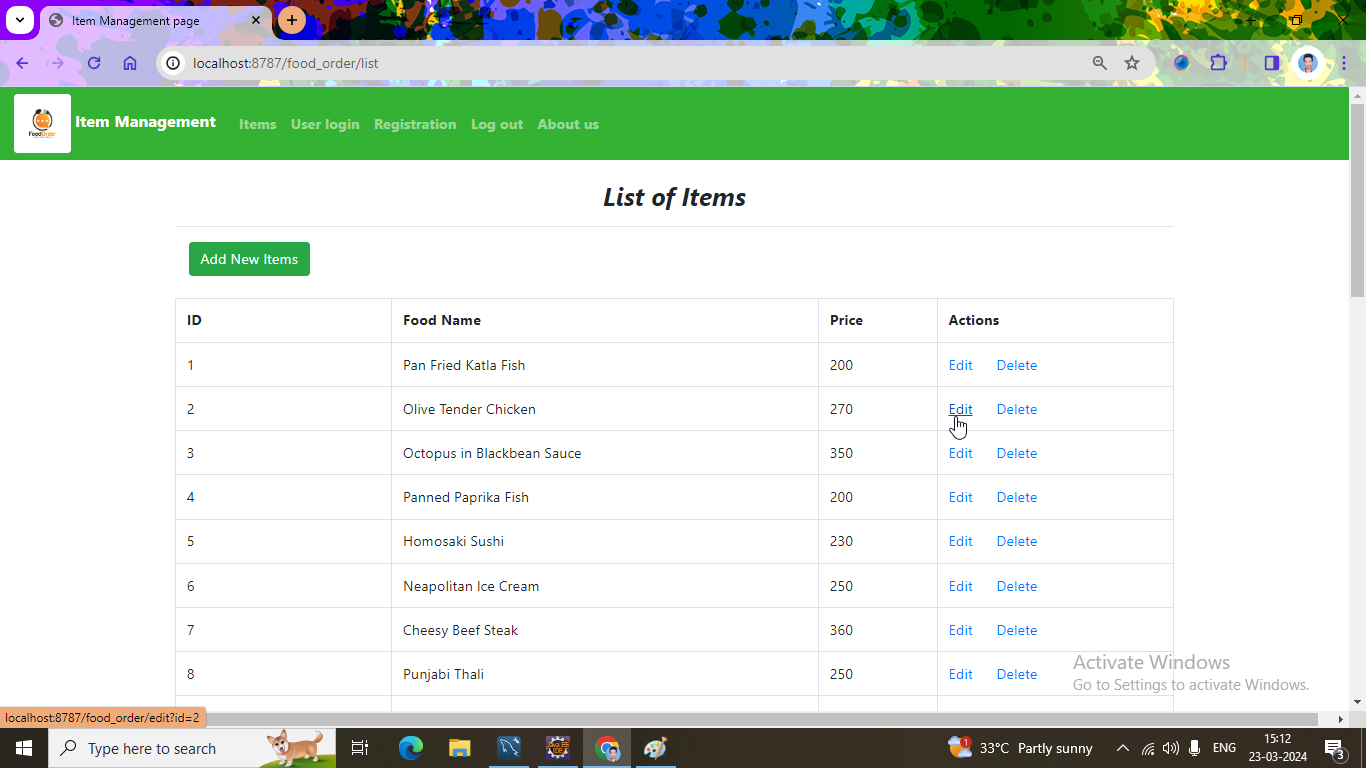 Item Management page
localhost:8787/food_order/list
FoodOrder
Item Management Items User login Registration Log out About us
List of Items
Add New Items
ID Food Name Price Actions
1 Pan Fried Katla Fish 200 Edit Delete
2 Olive Tender Chicken 270 Edit Delete
3 Octopus in Blackbean Sauce 350 Edit Delete
4 Panned Paprika Fish 200 Edit Delete
5 Homosaki Sushi 230 Edit Delete
6 Neapolitan Ice Cream 250 Edit Delete
7 Cheesy Beef Steak 360 Edit Delete
8 Punjabi Thali 250 Edit Delete
Activate Windows
Go to Settings to activate Windows.
localhost:8787/food_order/edit?id=2
Type here to search
1
33°C Partly sunny
ENG
15:12
23-03-2024
3